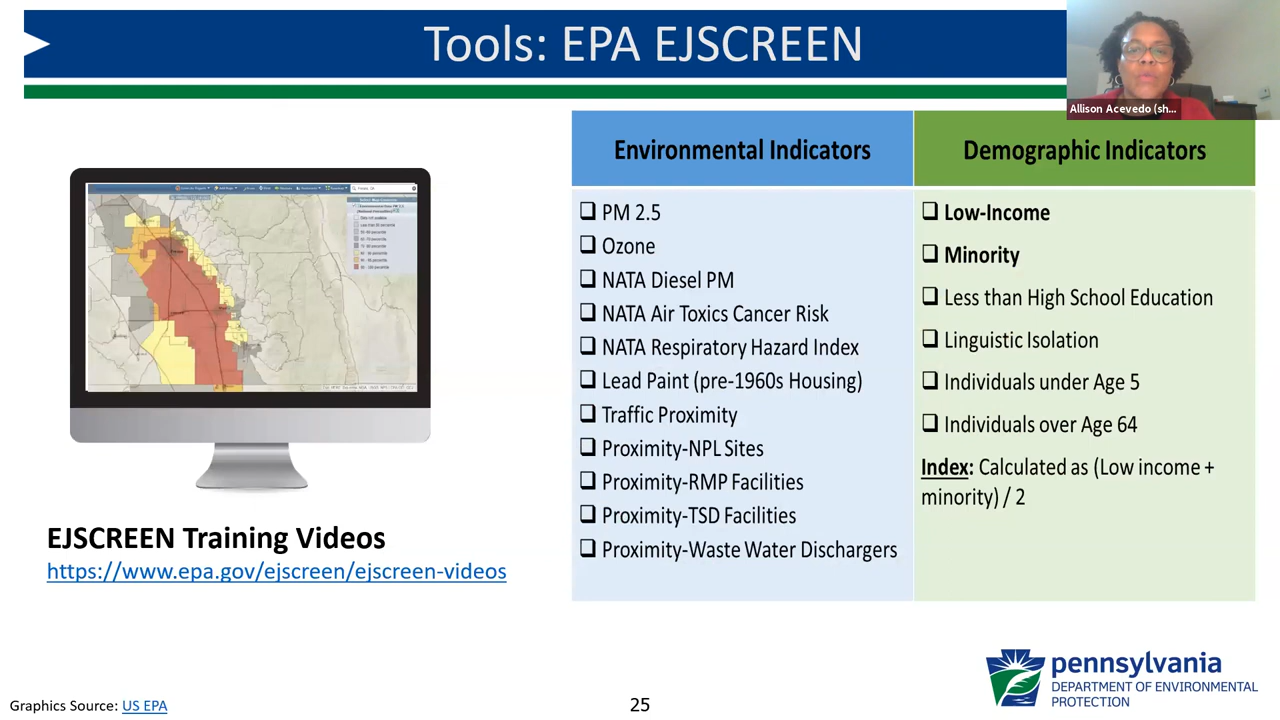 Tools: EPA EJSCREEN
Allison Acevedo (sh...
Environmental Indicators
PM 2.5
Ozone
NATA Diesel PM
NATA Air Toxics Cancer Risk
NATA Respiratory Hazard Index
Lead Paint (pre-1960s Housing)
Traffic Proximity
Proximity-NPL Sites
Proximity-RMP Facilities
Proximity-TSD Facilities
Proximity-Waste Water Dischargers
Demographic Indicators
Low-Income
Minority
Less than High School Education
Linguistic Isolation
Individuals under Age 5
Individuals over Age 64
Index: Calculated as (Low income +
minority) / 2
EJSCREEN Training Videos
https://www.epa.gov/ejscreen/ejscreen-videos
pennsylvania
DEPARTMENT OF ENVIRONMENTAL
PROTECTION
Graphics Source: US EPA
25